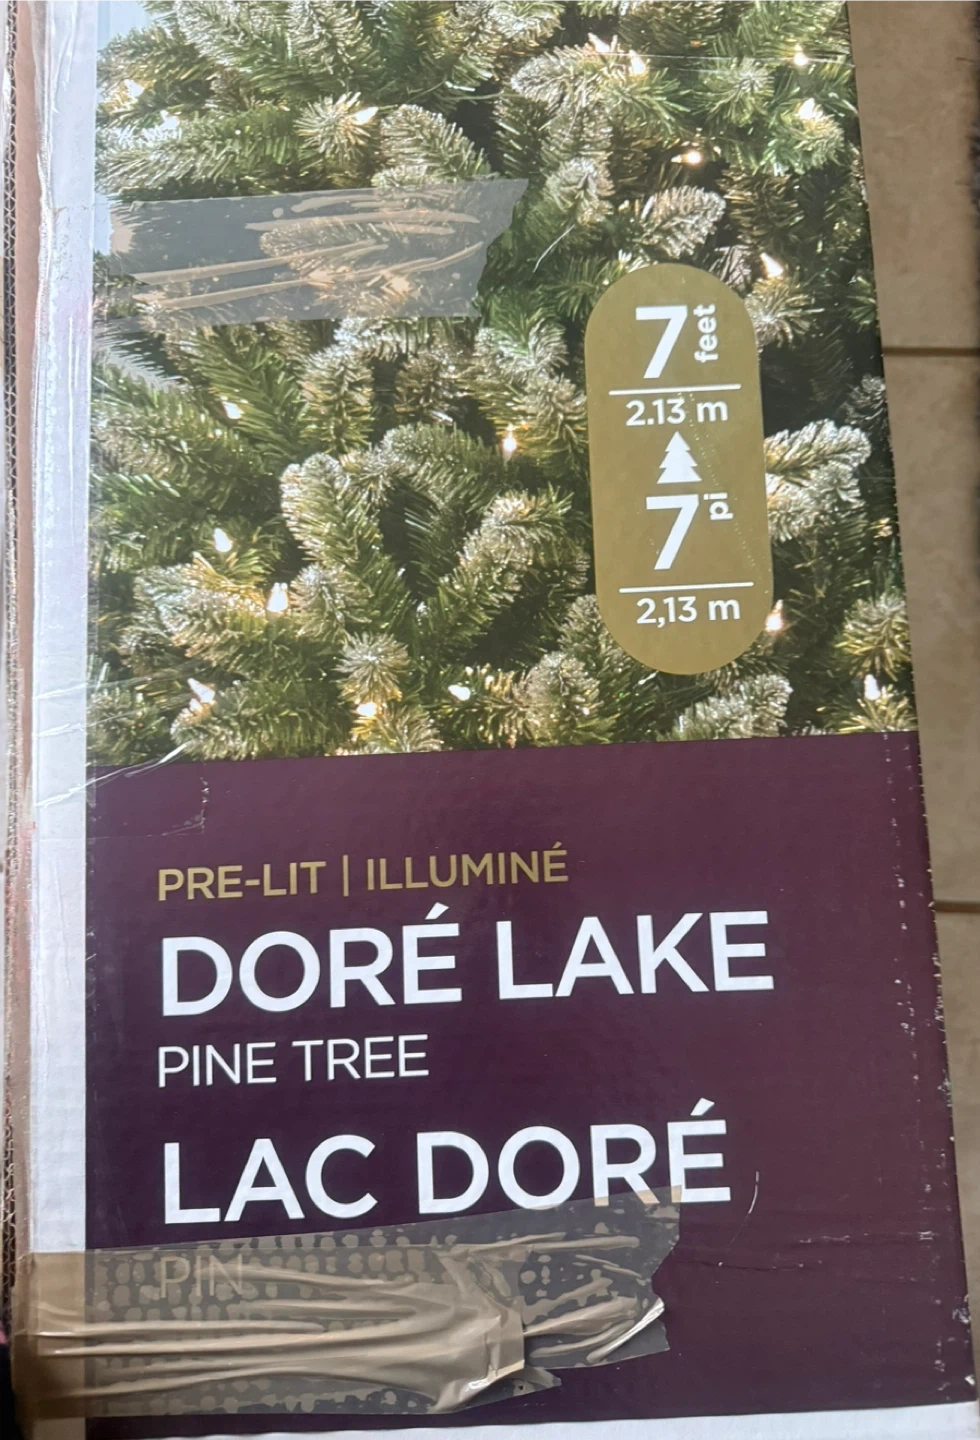 7 feet
2.13 m
7 pi
2,13 m
PRE-LIT | ILLUMINÉ
DORÉ LAKE
PINE TREE
LAC DORÉ
PIN